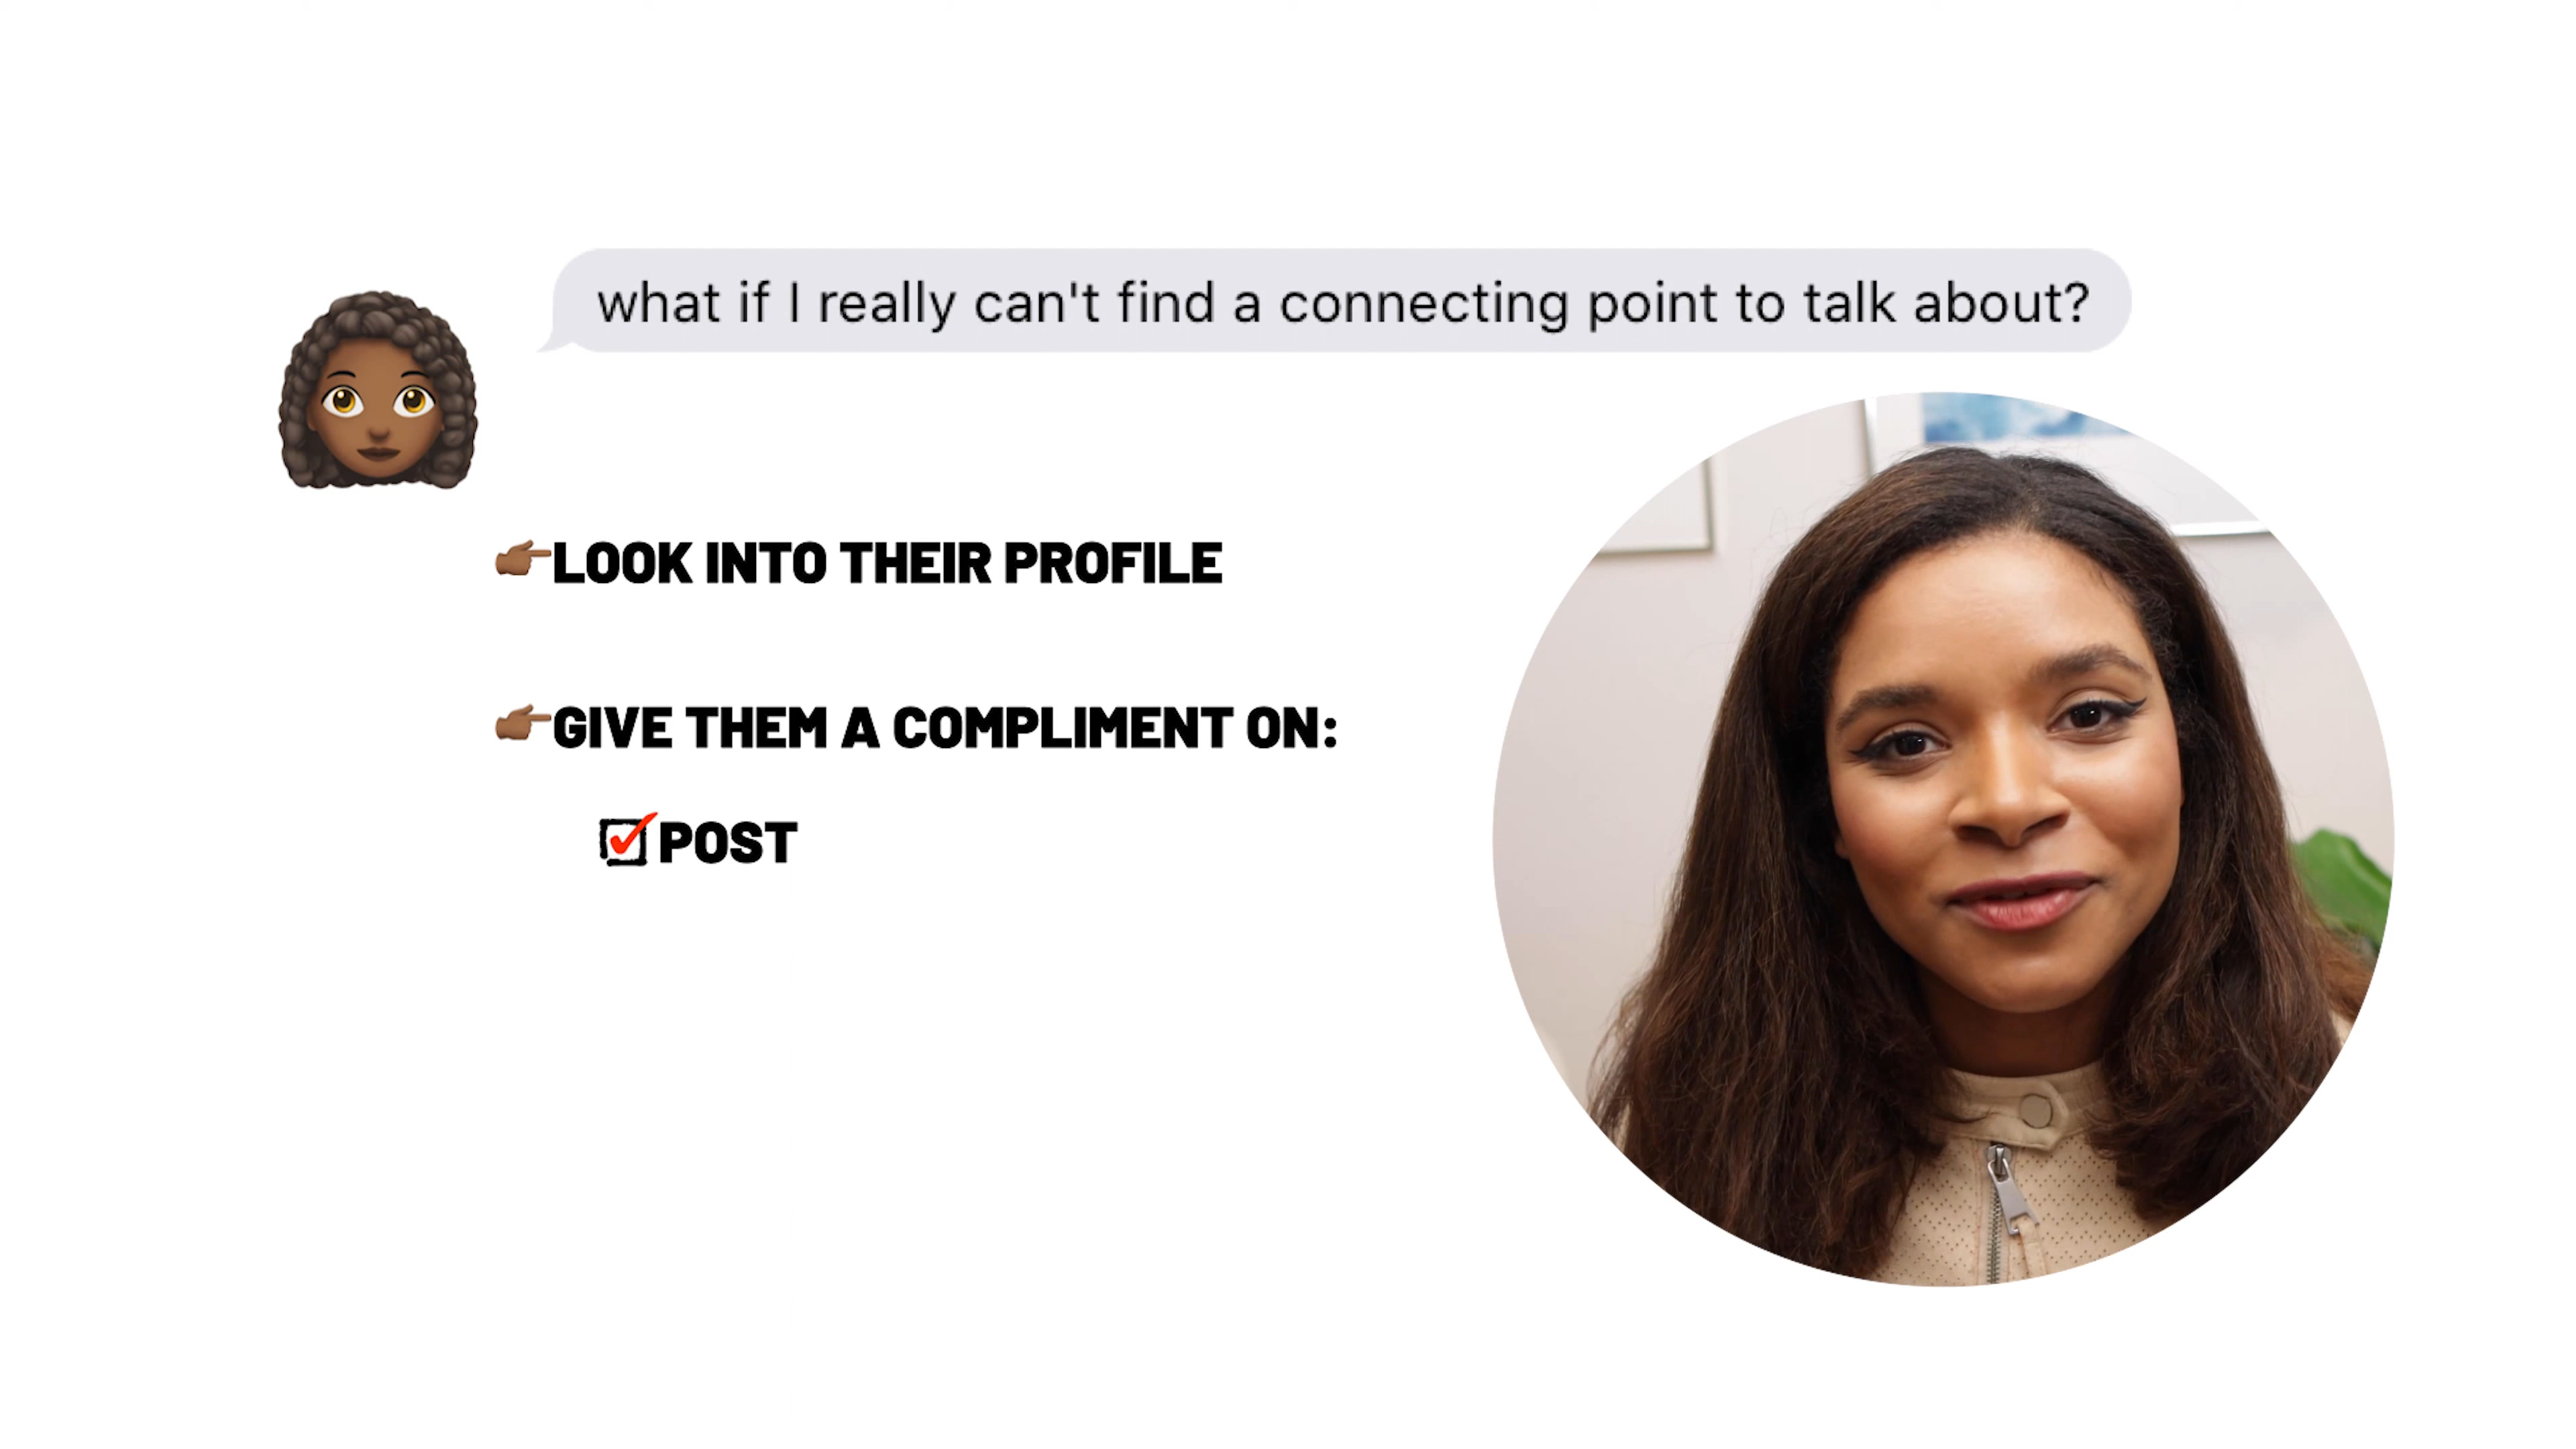 what if I really can't find a connecting point to talk about?
LOOK INTO THEIR PROFILE
GIVE THEM A COMPLIMENT ON:
POST